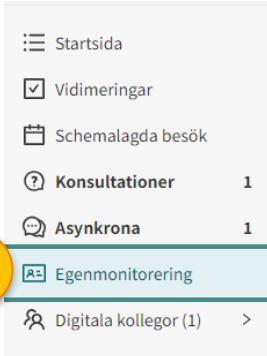 Startsida
Vidimeringar
Schemalagda besök
Konsultationer 1
Asynkrona 1
Egenmonitorering
Digitala kollegor (1) >